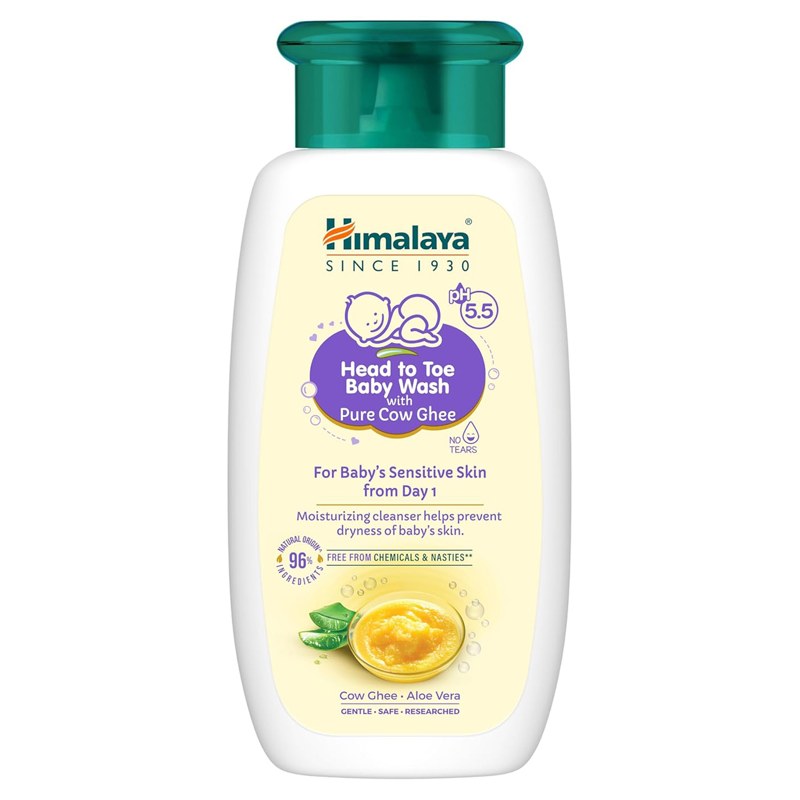 Himalaya®
SINCE 1930
pH
5.5
Head to Toe
Baby Wash
with
Pure Cow Ghee
NO
TEARS
For Baby's Sensitive Skin
from Day 1
Moisturizing cleanser helps prevent
dryness of baby's skin.
NATURAL ORIGIN*
96%
INGREDIENTS
FREE FROM CHEMICALS & NASTIES**
Cow Ghee • Aloe Vera
GENTLE • SAFE • RESEARCHED